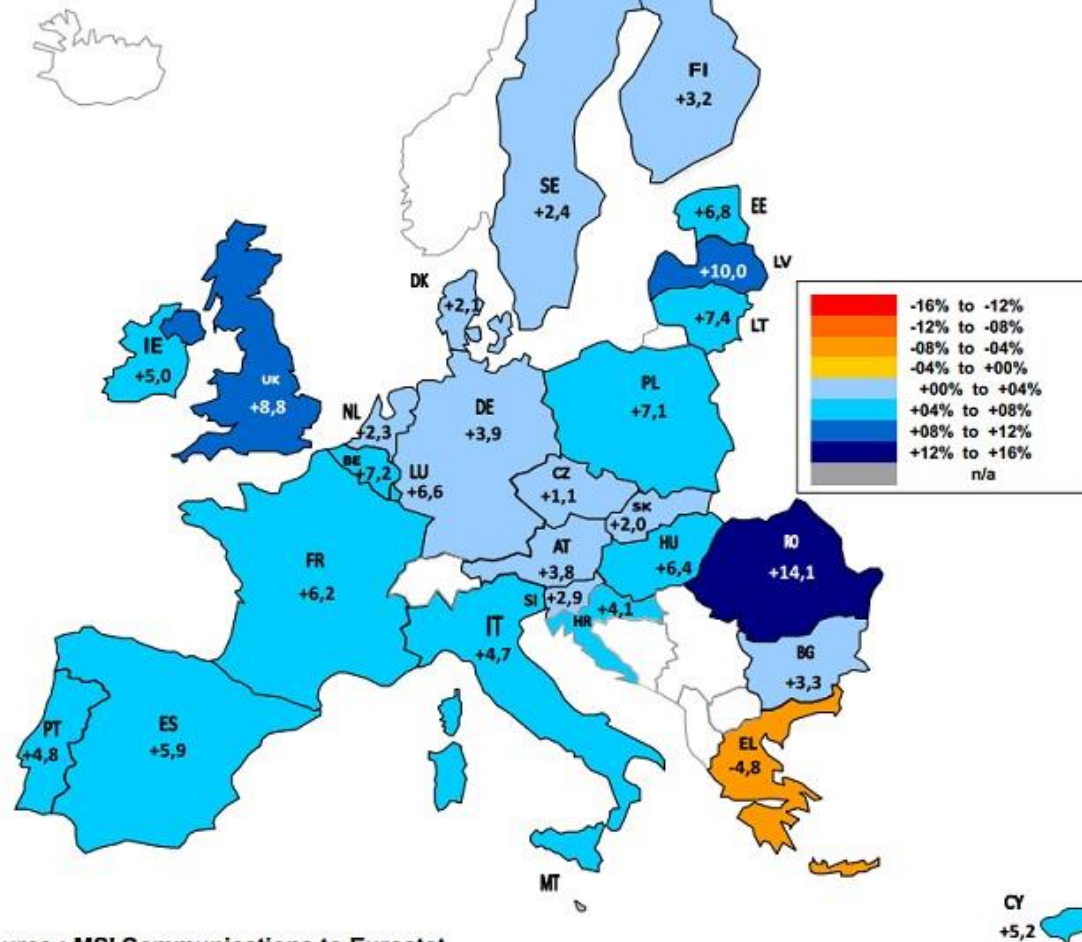 FI
+3,2
SE
+2,4
+6,8 EE
LV
+10,0
DK
+2,1
+7,4 LT
IE
+5,0
UK
+8,8
PL
+7,1
NL
+2,3
DE
+3,9
BE
+7,2
LU
+6,6
CZ
+1,1
SK
+2,0
AT
+3,8
HU
+6,4
RO
+14,1
FR
+6,2
SI +2,9
+4,1
HR
IT
+4,7
BG
+3,3
PT
+4,8
ES
+5,9
EL
-4,8
MT
CY
+5,2
-16% to -12%
-12% to -08%
-08% to -04%
-04% to +00%
+00% to +04%
+04% to +08%
+08% to +12%
+12% to +16%
n/a
: MSI Communications to Eurostat